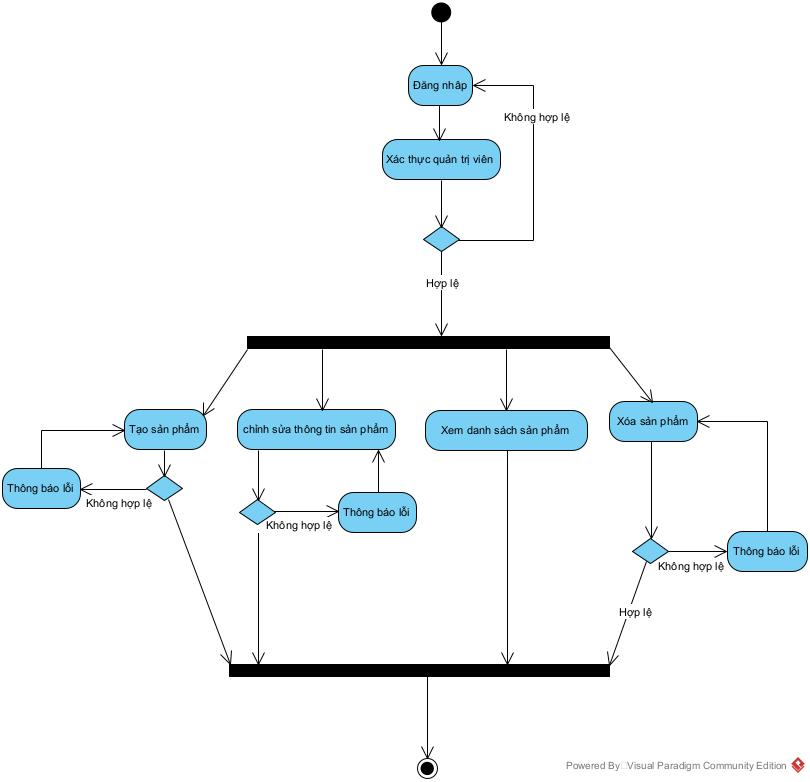 Đăng nhập
Không hợp lệ
Xác thực quản trị viên
Hợp lệ
Tạo sản phẩm
chỉnh sửa thông tin sản phẩm
Xem danh sách sản phẩm
Xóa sản phẩm
Thông báo lỗi
Không hợp lệ
Không hợp lệ
Thông báo lỗi
Không hợp lệ
Thông báo lỗi
Hợp lệ
Powered By Visual Paradigm Community Edition